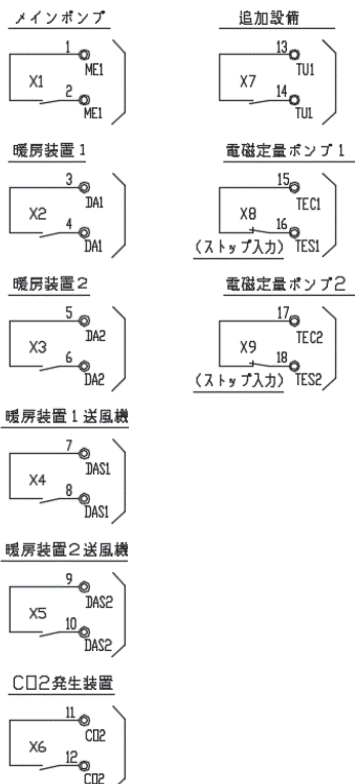 メインポンプ
1
ME1
X1
2
ME1
暖房装置1
3
DA1
X2
4
DA1
暖房装置2
5
DA2
X3
6
DA2
暖房装置1送風機
7
DAS1
X4
8
DAS1
暖房装置2送風機
9
DAS2
X5
10
DAS2
CO2発生装置
11
CO2
X6
12
CO2
追加設備
13
TU1
X7
14
TU1
電磁定量ポンプ1
15
TEC1
X8
16
(ストップ入力) TES1
電磁定量ポンプ2
17
TEC2
X9
18
(ストップ入力) TES2